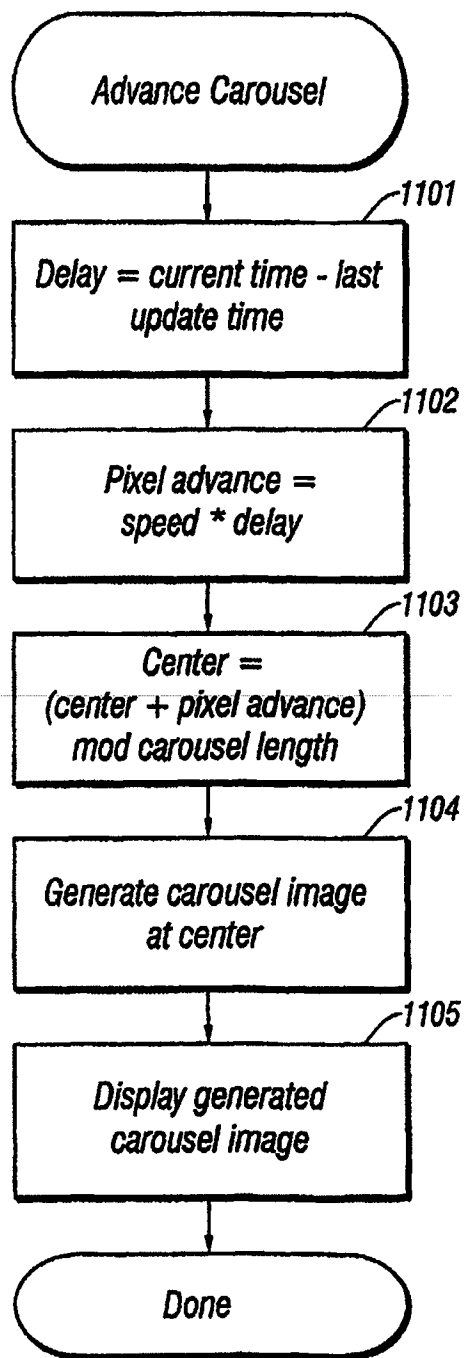 Advance Carousel
1101
Delay = current time - last
update time
1102
Pixel advance =
speed * delay
1103
Center =
(center + pixel advance)
mod carousel length
1104
Generate carousel image
at center
1105
Display generated
carousel image
Done